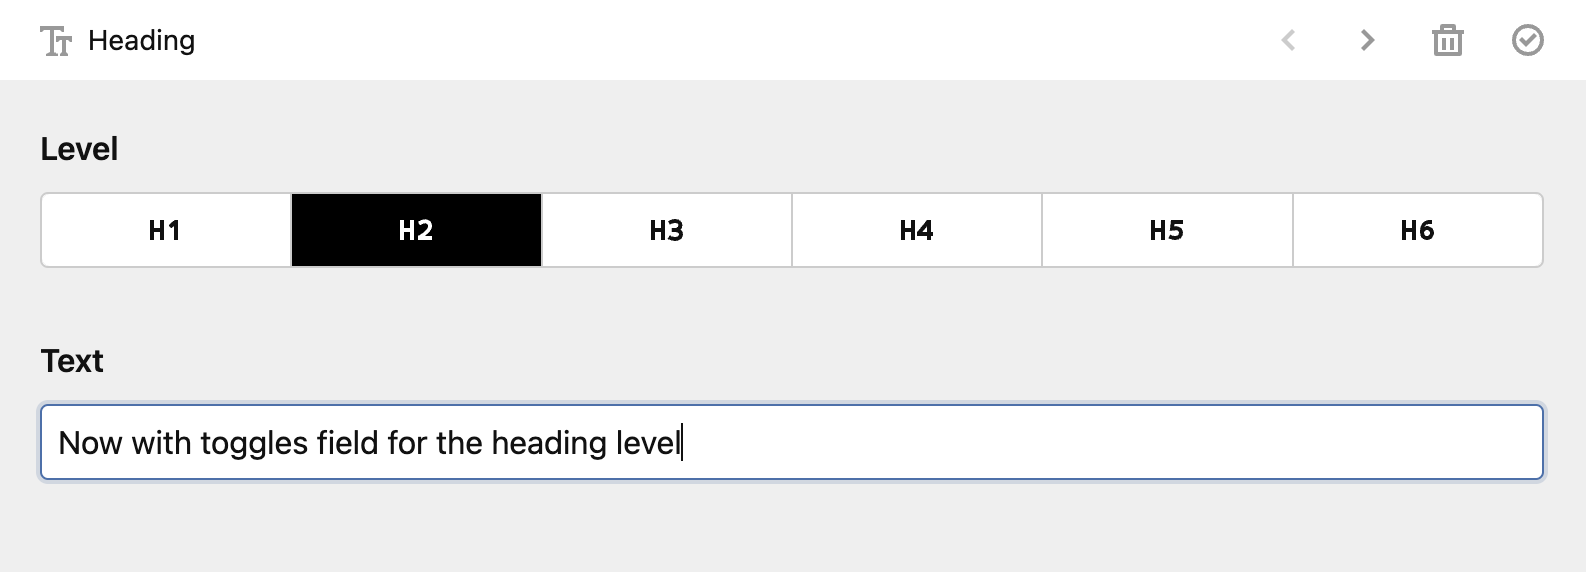 Heading
Level
H1 H2 H3 H4 H5 H6
Text
Now with toggles field for the heading level